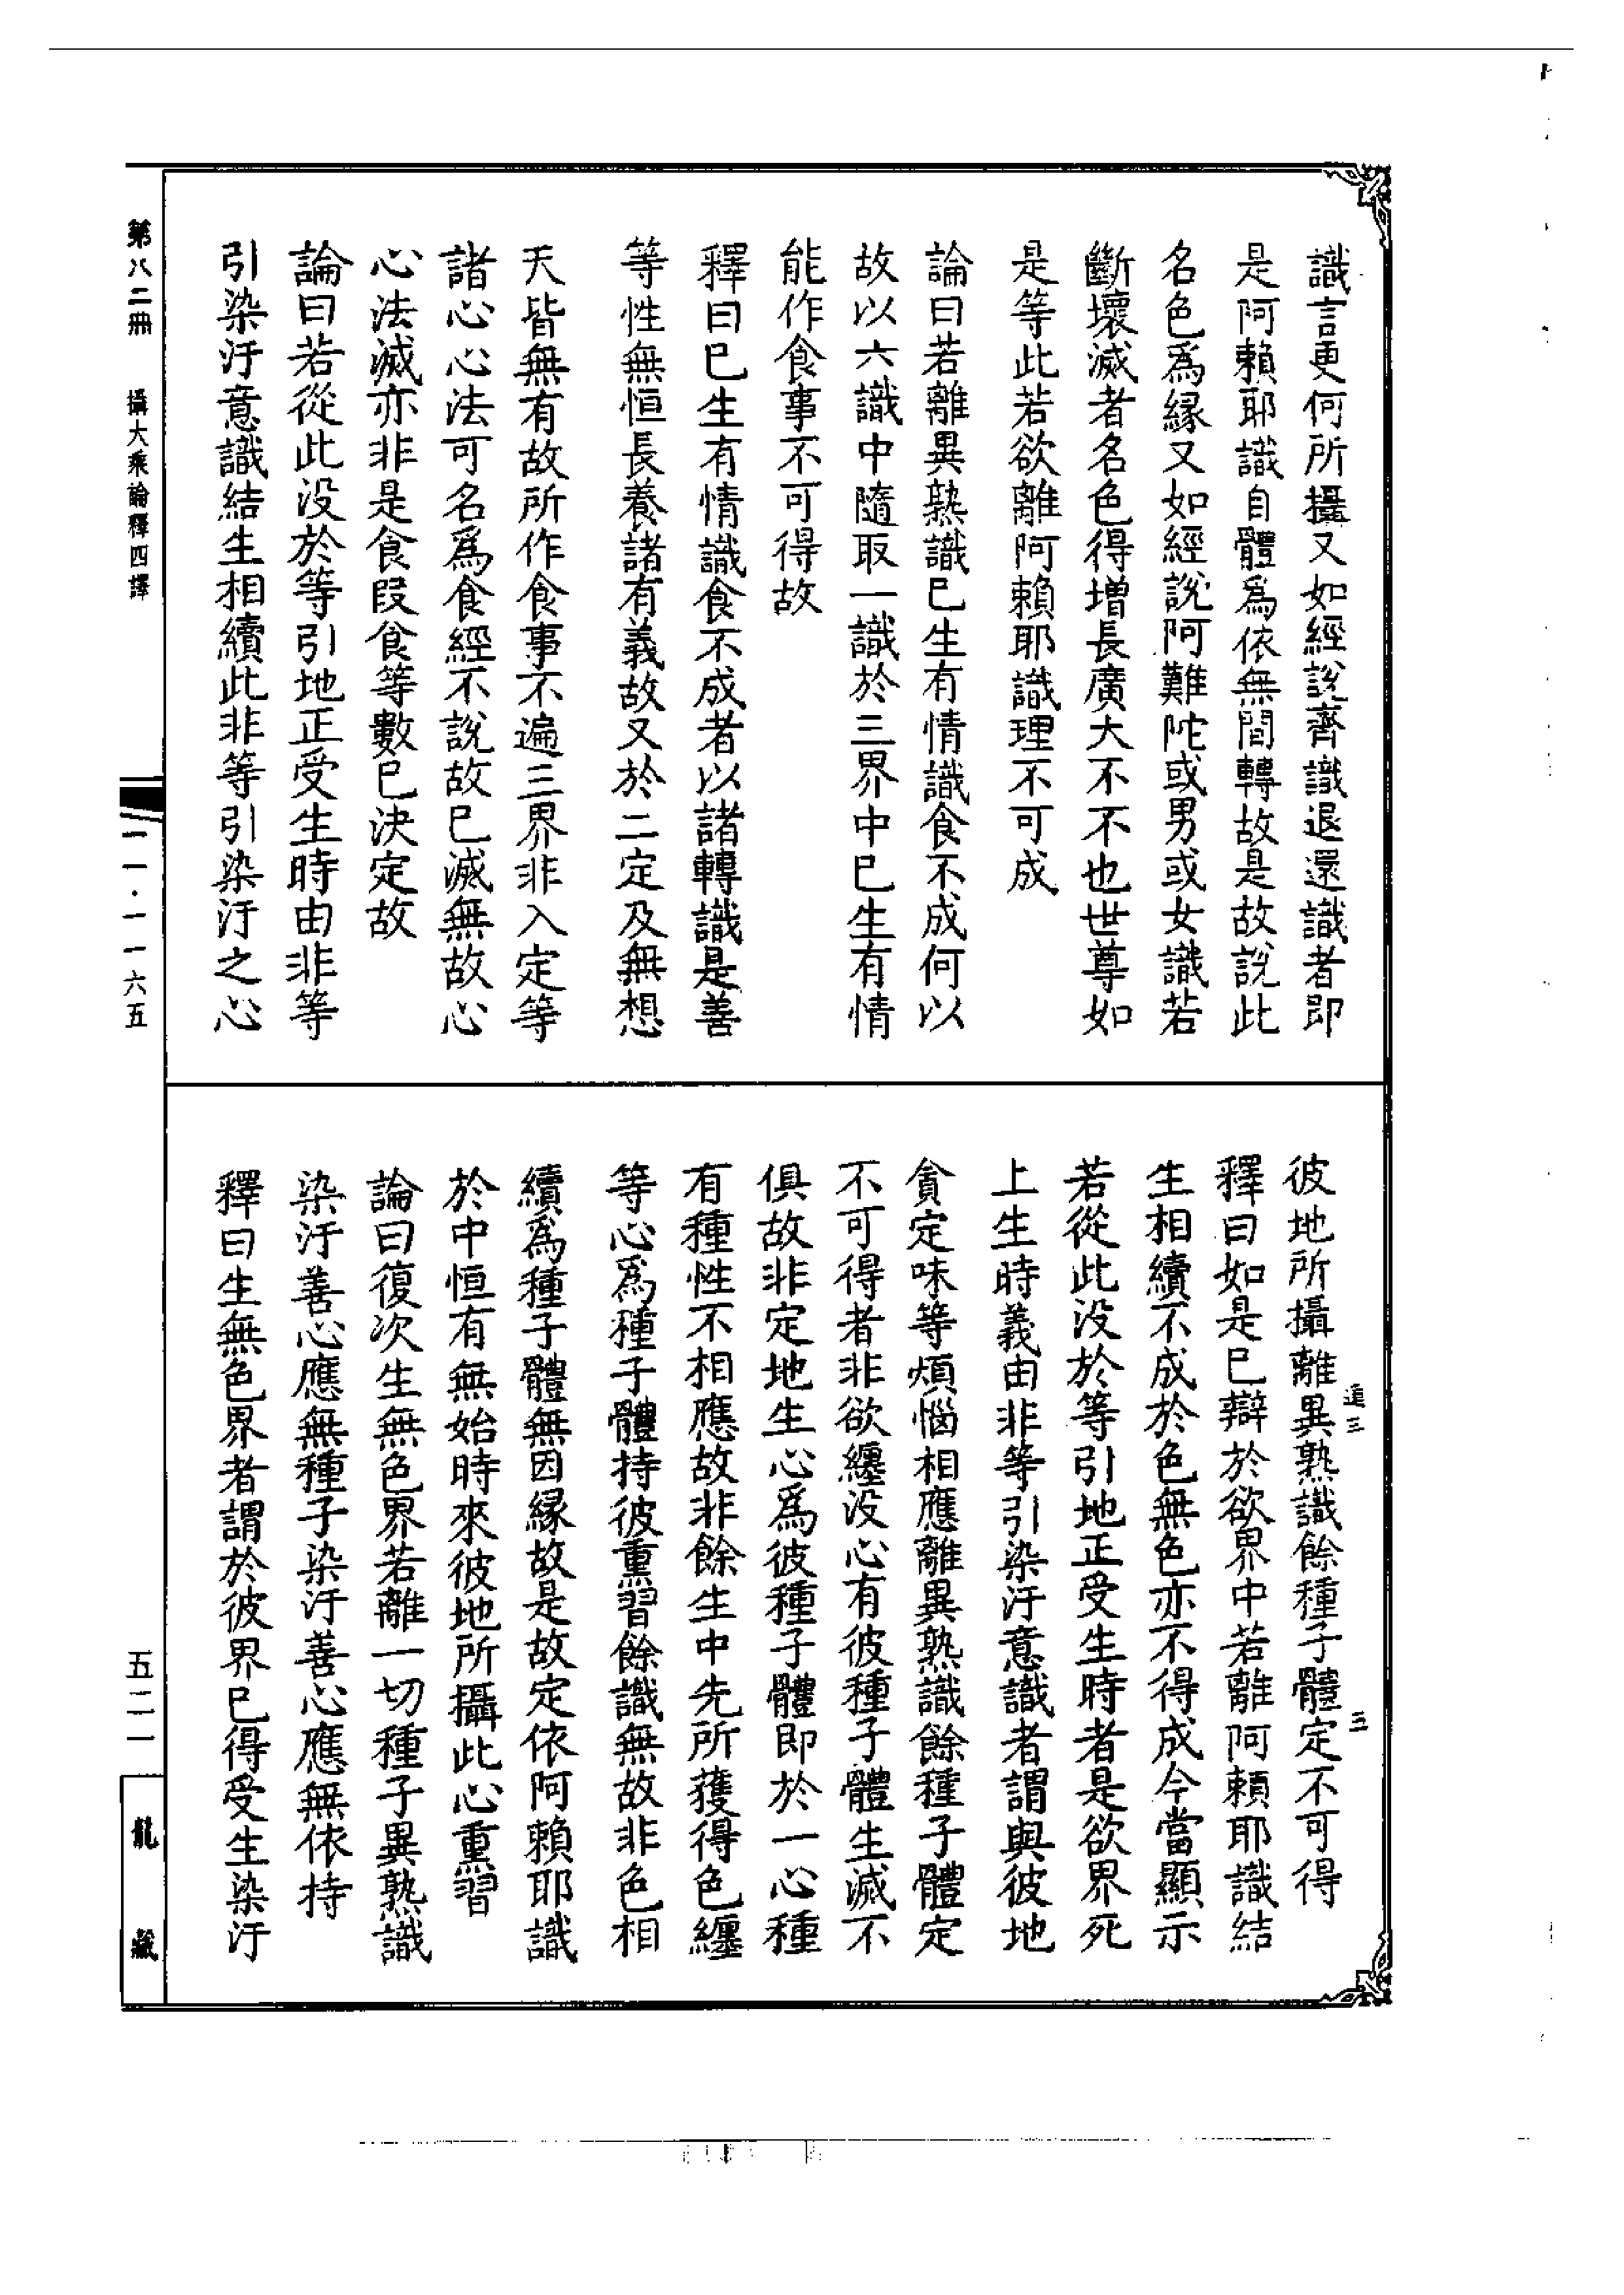 識言更何所攝又如經說齊識退還識者即
是阿賴耶識自體為依無間轉故是故說此
名色爲緣又如經說阿難陀或男或女識若
斷壞滅者名色得增長廣大不不也世尊如
是等此若欲離阿賴耶識理不可成
論曰若離異熟識已生有情識食不成何以
故以六識中隨取一識於三界中已生有情
能作食事不可得故
釋曰已生有情識食不成者以諸轉識是善
等性無恒長養諸有義故又於二定及無想
天皆無有故所作食事不遍三界非入定等
諸心心法可名爲食經不說故已滅無故心
心法滅亦非是食段食等數已決定故
論曰若從此没於等引地正受生時由非等
引染汙意識結生相續此非等引染汙之心
彼地所攝離異熟識餘種子體定不可得
釋曰如是已辯於欲界中若離阿賴耶識結
生相續不成於色無色亦不得成今當顯示
若從此没於等引地正受生時者是欲界死
上生時義由非等引染汙意識者謂與彼地
貪定味等煩惱相應離異熟識餘種子體定
不可得者非欲纏没心有彼種子體生滅不
俱故非定地生心爲彼種子體即於一心種
有種性不相應故非餘生中先所獲得色纏
等心爲種子體持彼熏習餘識無故非色相
續爲種子體無因緣故是故定依阿賴耶識
於中恒有無始時來彼地所攝此心熏習
論曰復次生無色界若離一切種子異熟識
染汙善心應無種子染汙善心應無依持
釋曰生無色界者謂於彼界已得受生染汙
三
第八二冊 攝大乘論釋四譯
一一·一一六五
五二一
龍藏